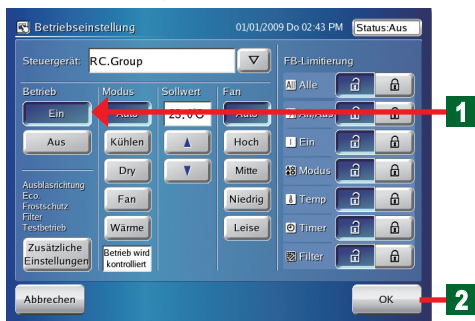 Betriebseinstellung 01/01/2009 Do 02:43 PM Status:Aus
Steuergerät: RC.Group
FB-Limitierung
Betrieb Modus Sollwert Fan
Alle
Ein
1
Aus Kühlen Hoch
Ein
Dry Mitte Modus
Ausblasrichtung
Eco.
Frostschutz
Filter
Testbetrieb
Fan Niedrig Temp
Wärme Leise Timer
Zusätzliche
Einstellungen
Betrieb wird
kontrolliert
Filter
Abbrechen OK
2